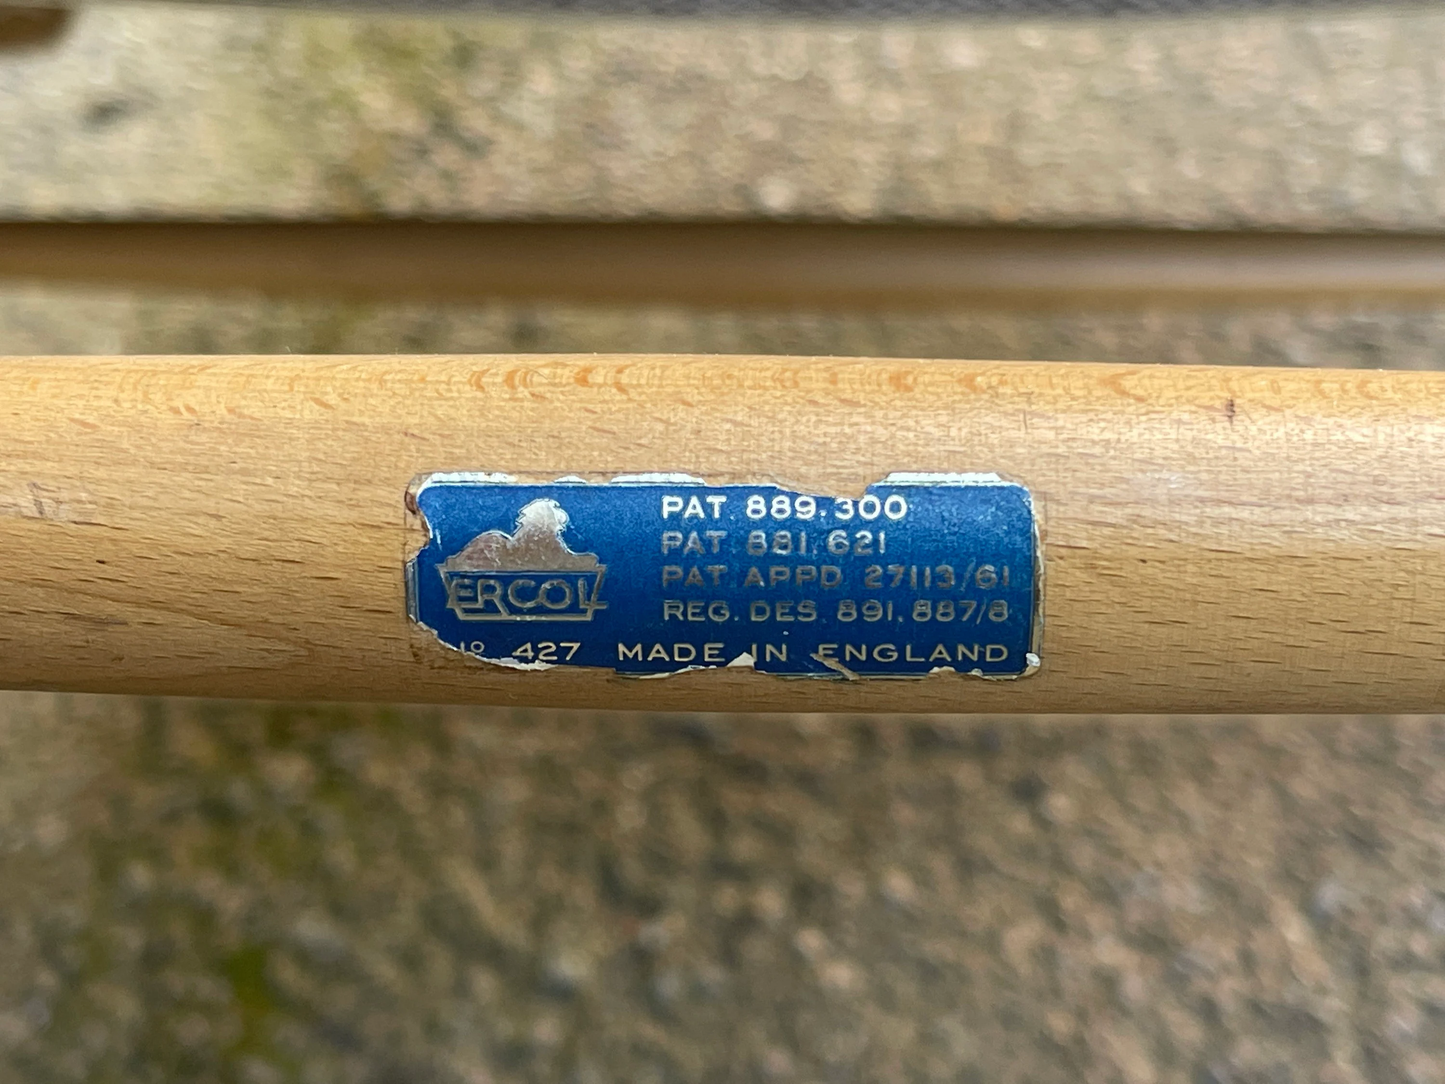 ERCOL
PAT. 889.300
PAT. 881.621
PAT. APPD. 27113/61
REG. DES. 891.887/8
Nº 427 MADE IN ENGLAND